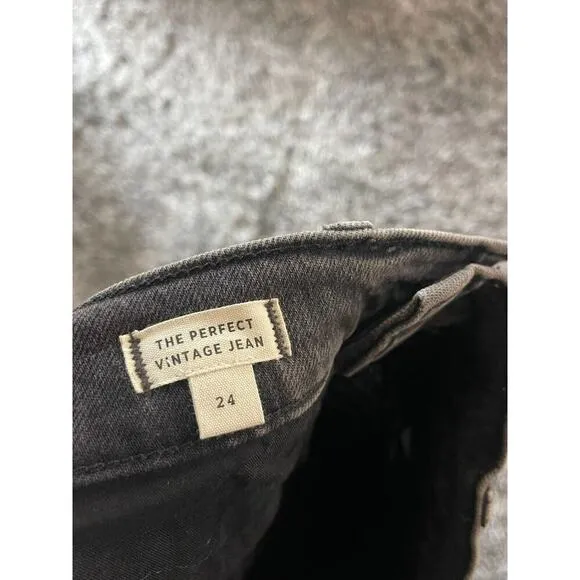 THE PERFECT
VINTAGE JEAN
24